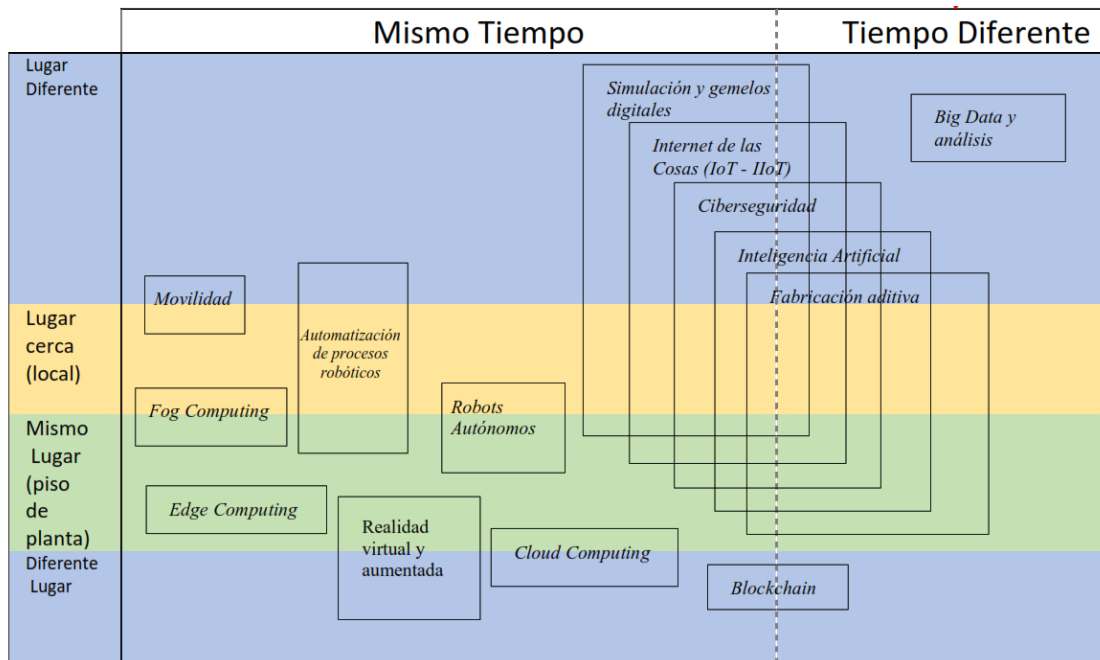 Mismo Tiempo
Tiempo Diferente
Lugar
Diferente
Simulación y gemelos
digitales
Big Data y
análisis
Internet de las
Cosas (IoT - IIoT)
Ciberseguridad
Inteligencia Artificial
Fabricación aditiva
Movilidad
Lugar
cerca
(local)
Automatización
de procesos
robóticos
Fog Computing
Robots
Autónomos
Mismo
Lugar
(piso
de
planta)
Edge Computing
Realidad
virtual y
aumentada
Cloud Computing
Diferente
Lugar
Blockchain